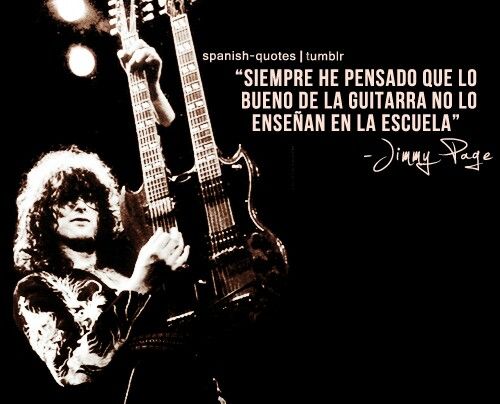 spanish-quotes | tumblr
“SIEMPRE HE PENSADO QUE LO
BUENO DE LA GUITARRA NO LO
ENSEÑAN EN LA ESCUELA”
-Jimmy Page